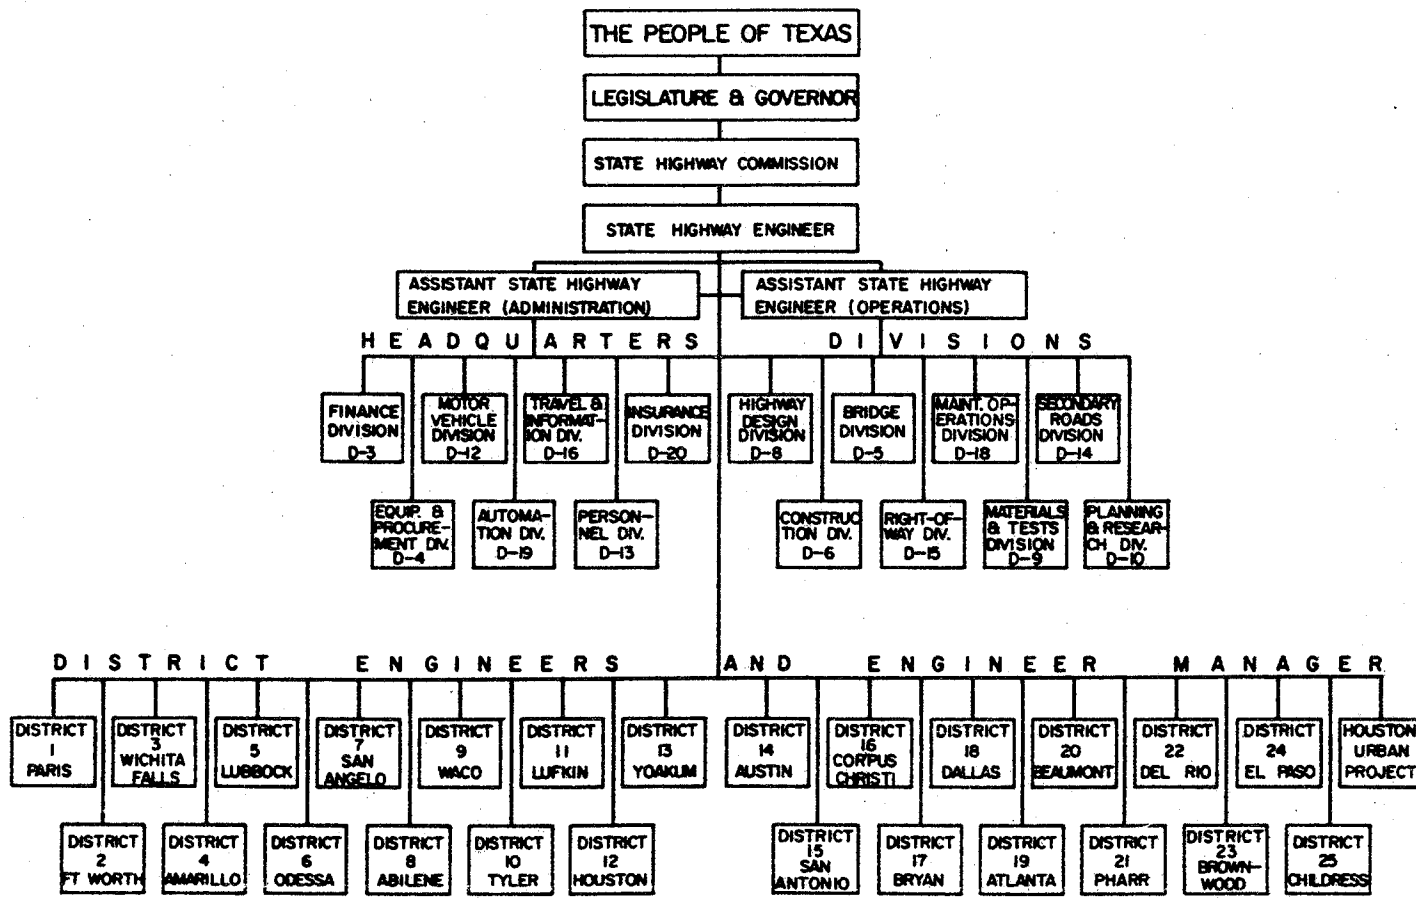 THE PEOPLE OF TEXAS
LEGISLATURE & GOVERNOR
STATE HIGHWAY COMMISSION
STATE HIGHWAY ENGINEER
ASSISTANT STATE HIGHWAY
ENGINEER (ADMINISTRATION)
ASSISTANT STATE HIGHWAY
ENGINEER (OPERATIONS)
HEADQUARTERS DIVISIONS
FINANCE
DIVISION
D-3
MOTOR
VEHICLE
DIVISION
D-12
TRAVEL &
INFORMAT-
ION DIV.
D-16
INSURANCE
DIVISION
D-20
HIGHWAY
DESIGN
DIVISION
D-8
BRIDGE
DIVISION
D-5
MAINT. OP-
ERATIONS
DIVISION
D-18
SECONDARY
ROADS
DIVISION
D-14
EQUIP. &
PROCURE-
MENT DIV.
D-4
AUTOMA-
TION DIV.
D-19
PERSON-
NEL DIV.
D-13
CONSTRUC
TION DIV.
D-6
RIGHT-OF-
WAY DIV.
D-15
MATERIALS
& TESTS
DIVISION
D-9
PLANNING
& RESEAR-
CH DIV.
D-10
DISTRICT ENGINEERS AND ENGINEER MANAGER
DISTRICT
1
PARIS
DISTRICT
3
WICHITA
FALLS
DISTRICT
5
LUBBOCK
DISTRICT
7
SAN
ANGELO
DISTRICT
9
WACO
DISTRICT
11
LUFKIN
DISTRICT
13
YOAKUM
DISTRICT
14
AUSTIN
DISTRICT
16
CORPUS
CHRISTI
DISTRICT
18
DALLAS
DISTRICT
20
BEAUMONT
DISTRICT
22
DEL RIO
DISTRICT
24
EL PASO
HOUSTON
URBAN
PROJECT
DISTRICT
2
FT WORTH
DISTRICT
4
AMARILLO
DISTRICT
6
ODESSA
DISTRICT
8
ABILENE
DISTRICT
10
TYLER
DISTRICT
12
HOUSTON
DISTRICT
15
SAN
ANTONIO
DISTRICT
17
BRYAN
DISTRICT
19
ATLANTA
DISTRICT
21
PHARR
DISTRICT
23
BROWN-
WOOD
DISTRICT
25
CHILDRESS